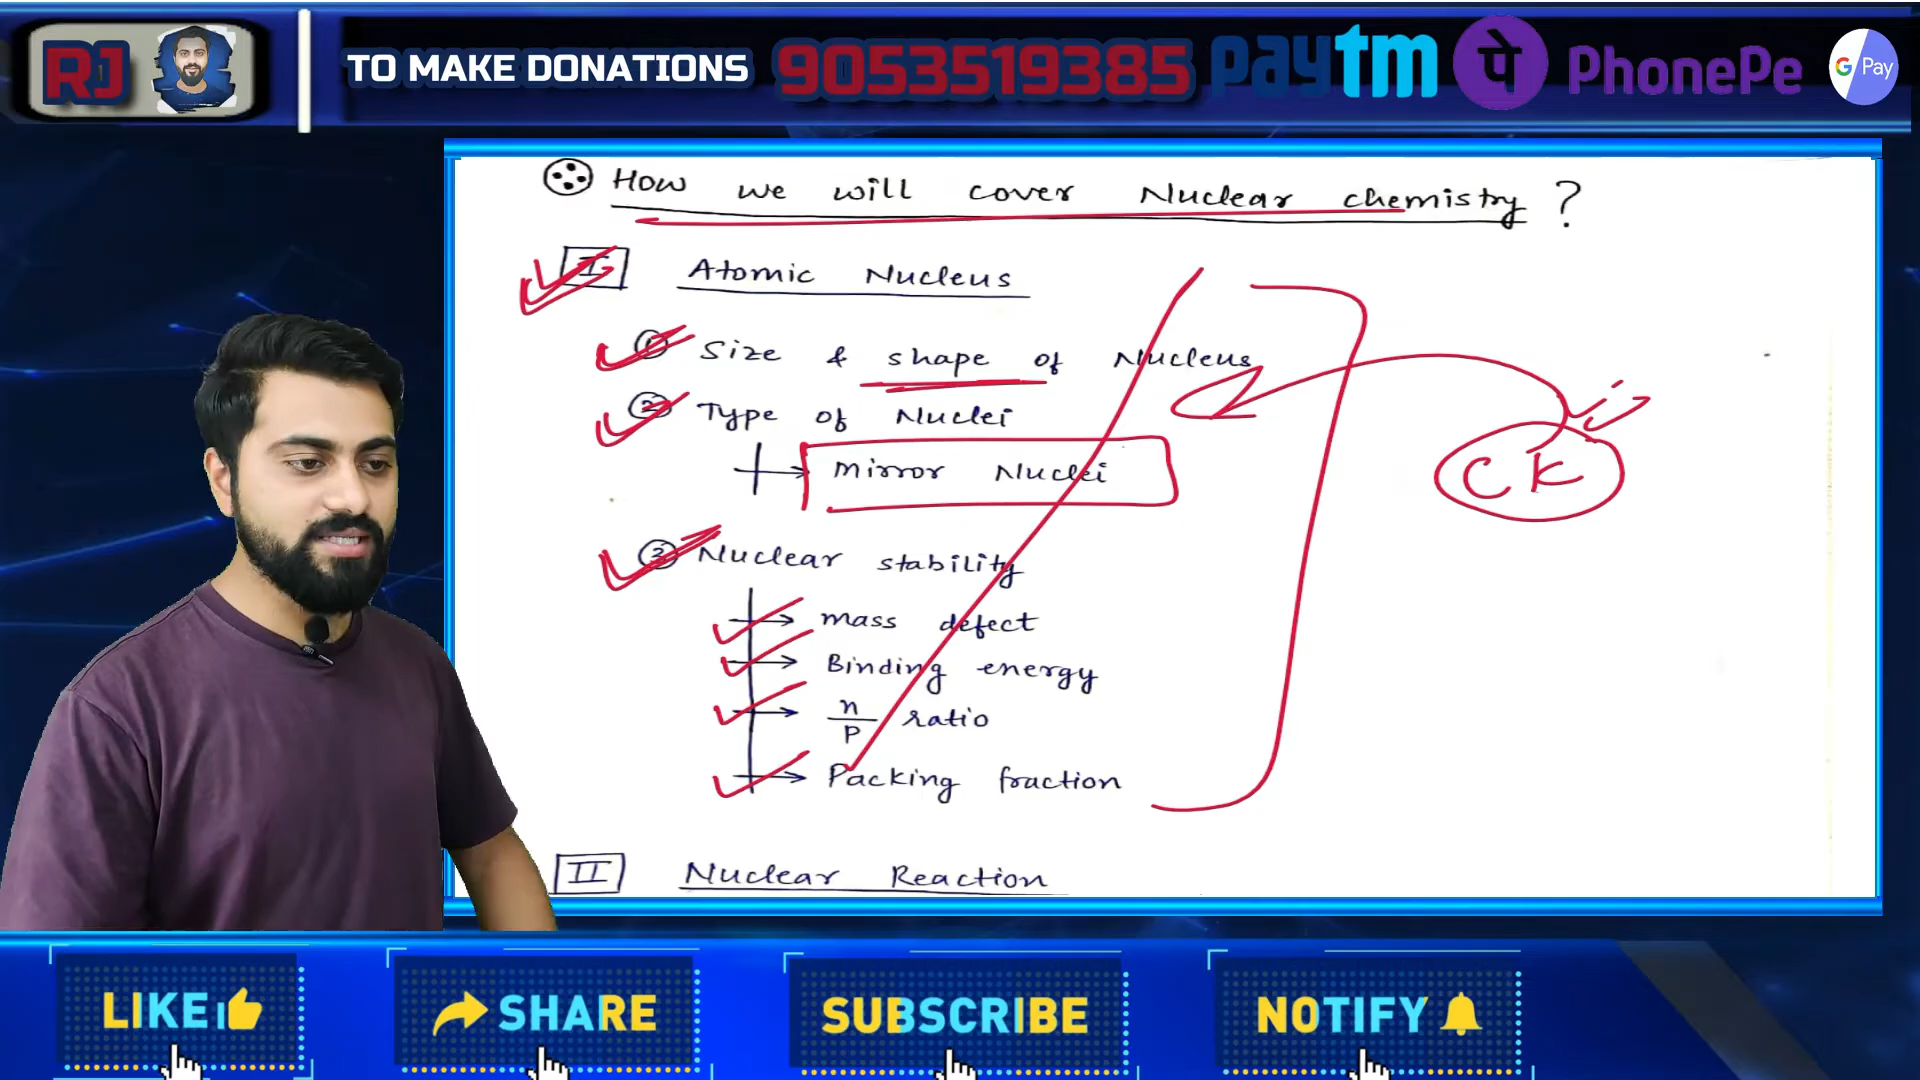 RJ
TO MAKE DONATIONS 9053519385 paytm पे PhonePe G Pay
How we will cover Nuclear chemistry ?
I Atomic Nucleus
① Size & shape of Nucleus
② Type of Nuclei
Mirror Nuclei
CK
③ Nuclear stability
mass defect
Binding energy
n/p ratio
Packing fraction
II Nuclear Reaction
LIKE SHARE SUBSCRIBE NOTIFY